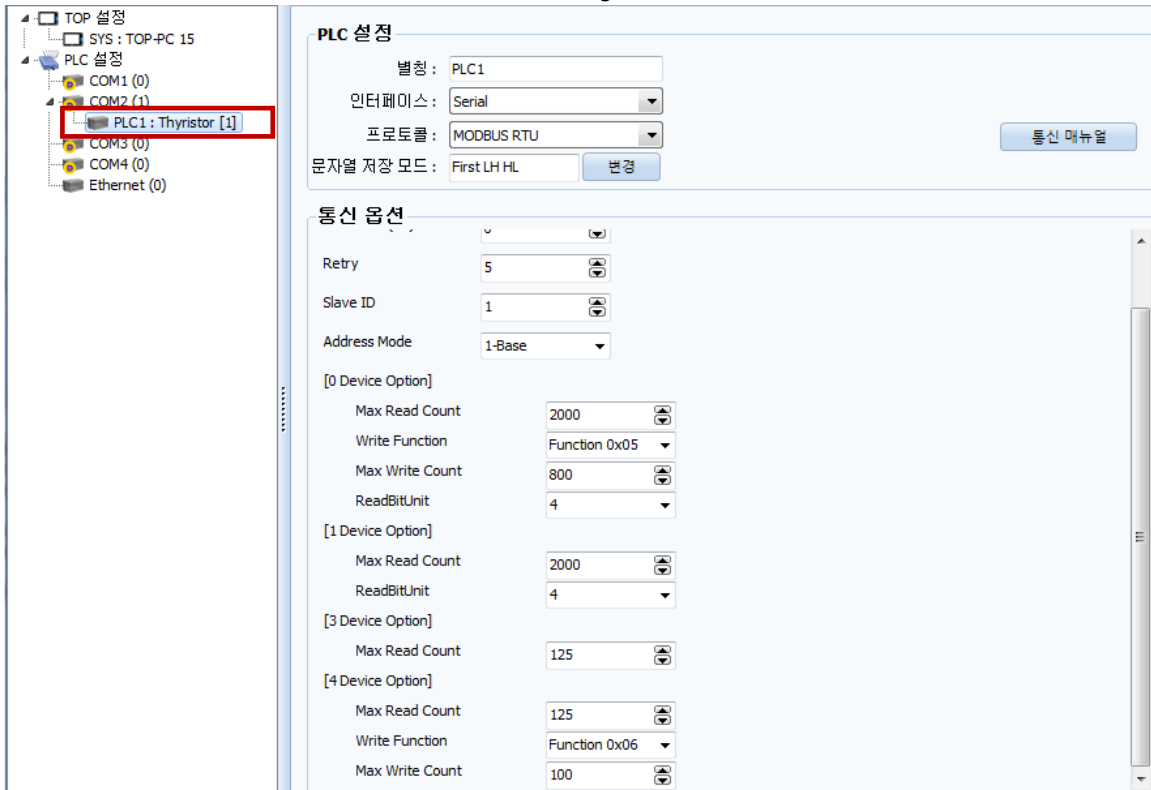 TOP 설정
SYS : TOP-PC 15
PLC 설정
COM1 (0)
COM2 (1)
PLC1 : Thyristor [1]
COM3 (0)
COM4 (0)
Ethernet (0)
PLC 설정
별칭 : PLC1
인터페이스 : Serial
프로토콜 : MODBUS RTU
통신 매뉴얼
문자열 저장 모드 : First LH HL 변경
통신 옵션
Retry 5
Slave ID 1
Address Mode 1-Base
[0 Device Option]
Max Read Count 2000
Write Function Function 0x05
Max Write Count 800
ReadBitUnit 4
[1 Device Option]
Max Read Count 2000
ReadBitUnit 4
[3 Device Option]
Max Read Count 125
[4 Device Option]
Max Read Count 125
Write Function Function 0x06
Max Write Count 100